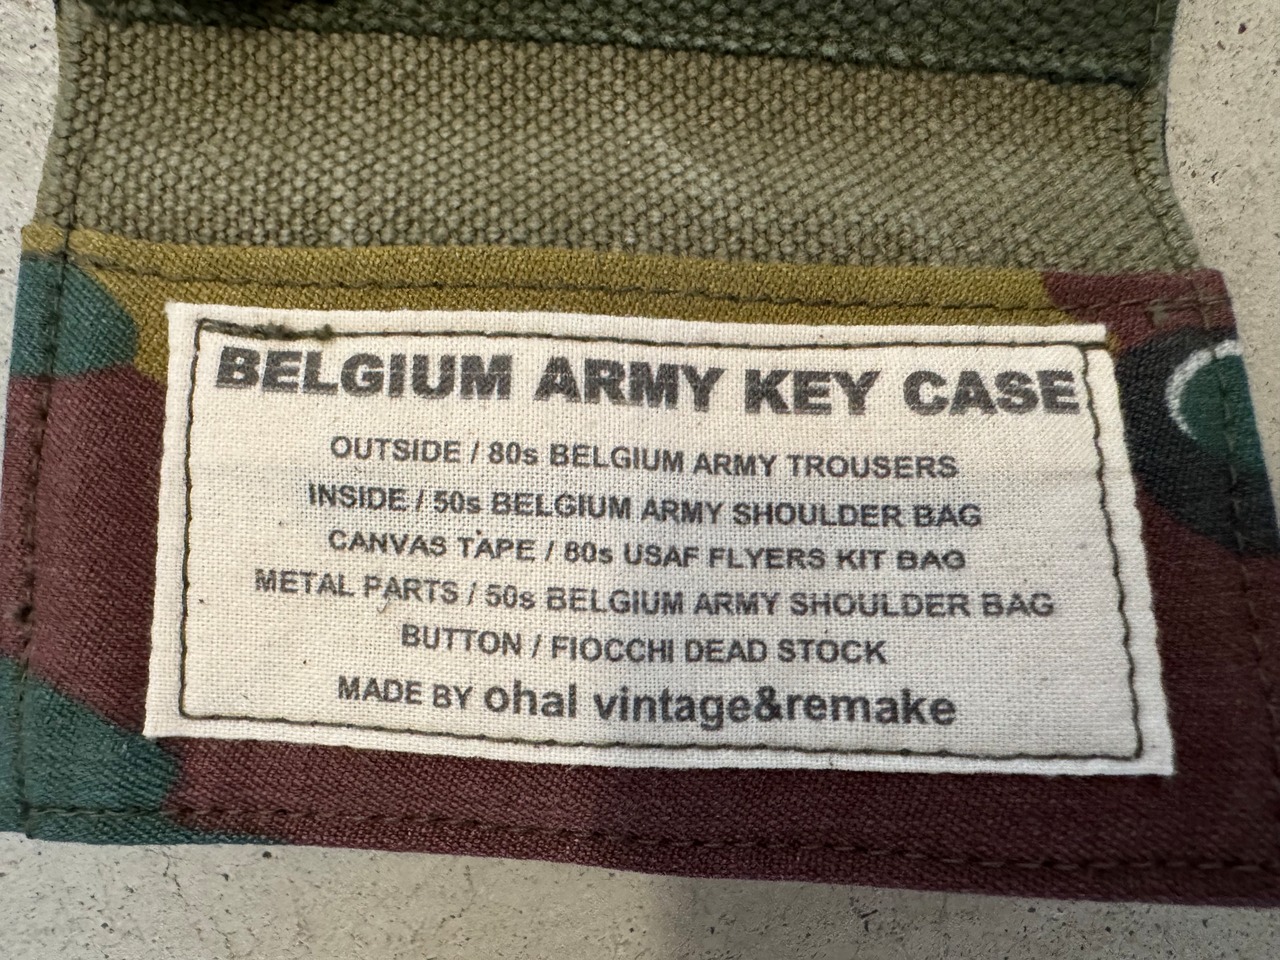 BELGIUM ARMY KEY CASE
OUTSIDE / 80s BELGIUM ARMY TROUSERS
INSIDE / 50s BELGIUM ARMY SHOULDER BAG
CANVAS TAPE / 80s USAF FLYERS KIT BAG
METAL PARTS / 50s BELGIUM ARMY SHOULDER BAG
BUTTON / FIOCCHI DEAD STOCK
MADE BY ohal vintage&remake